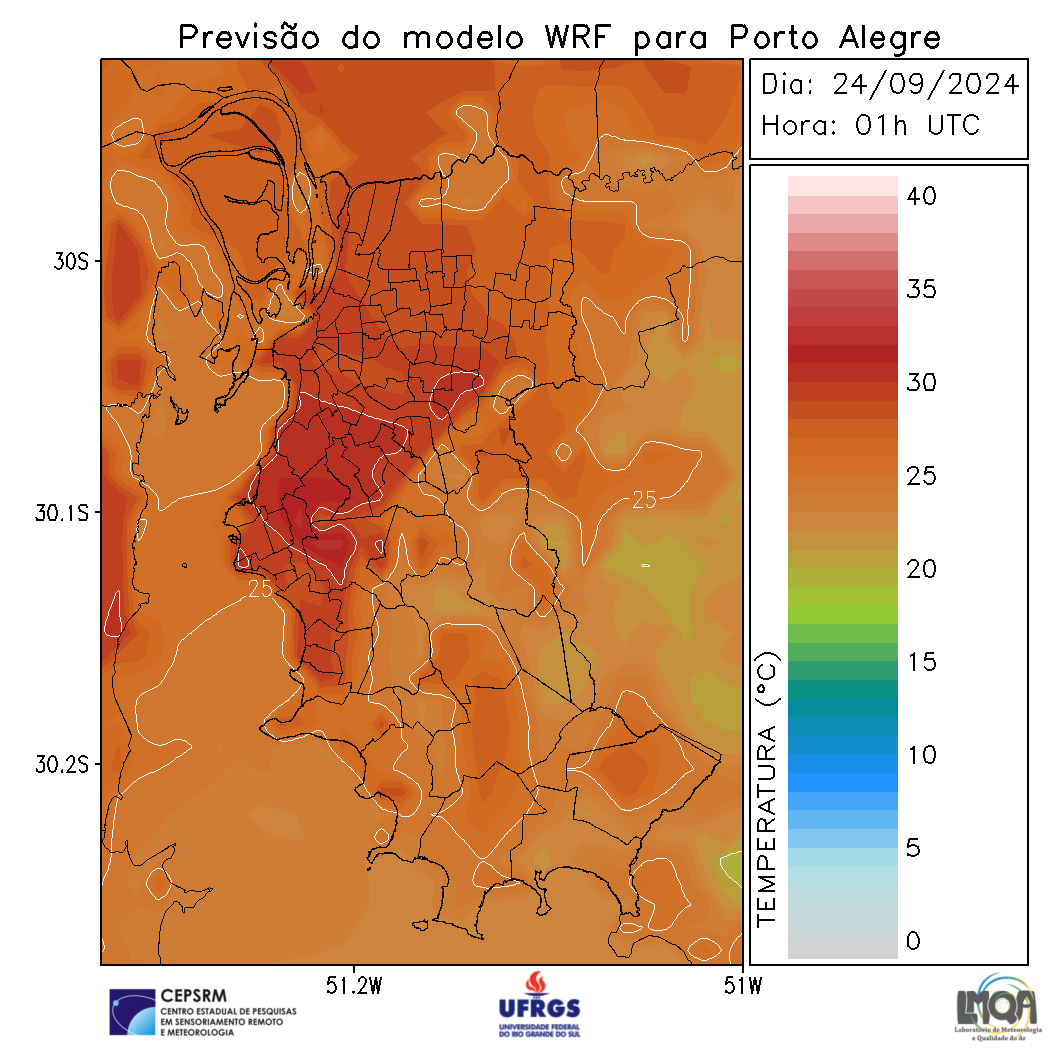 Previsão do modelo WRF para Porto Alegre
Dia: 24/09/2024
Hora: 01h UTC
30S
30.1S
30.2S
51.2W
51W
25
25
TEMPERATURA (°C)
40
35
30
25
20
15
10
5
0
CEPSRM
CENTRO ESTADUAL DE PESQUISAS
EM SENSORIAMENTO REMOTO
E METEOROLOGIA
UFRGS
UNIVERSIDADE FEDERAL
DO RIO GRANDE DO SUL
LMQA
Laboratório de Meteorologia
e Qualidade do Ar